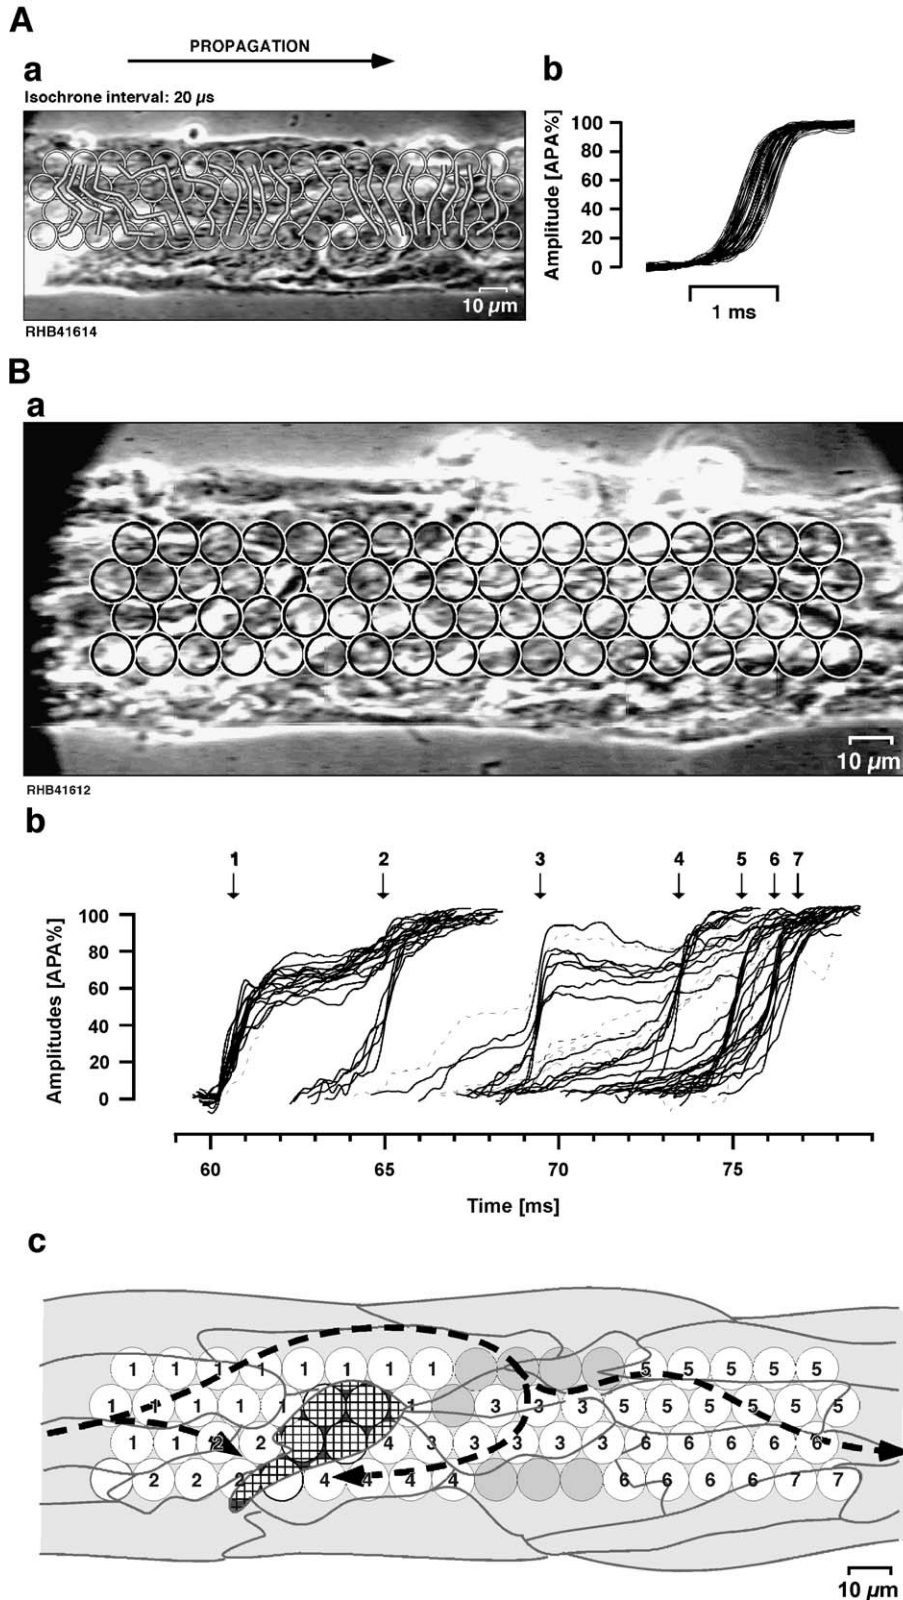 A
PROPAGATION
a
Isochrone interval: 20 µs
10 µm
RHB41614
b
Amplitude [APA%]
100
80
60
40
20
0
1 ms
B
a
10 µm
RHB41612
b
1 2 3 4 5 6 7
Amplitudes [APA%]
100
80
60
40
20
0
60 65 70 75
Time [ms]
c
1 1 1 1 1 1 1 1 5 5 5 5 5
1 1 1 1 1 1 3 3 3 5 5 5 5 5 5
1 1 2 2 4 3 3 3 3 3 6 6 6 6 6
2 2 2 4 4 4 4 6 6 6 6 7 7
10 µm